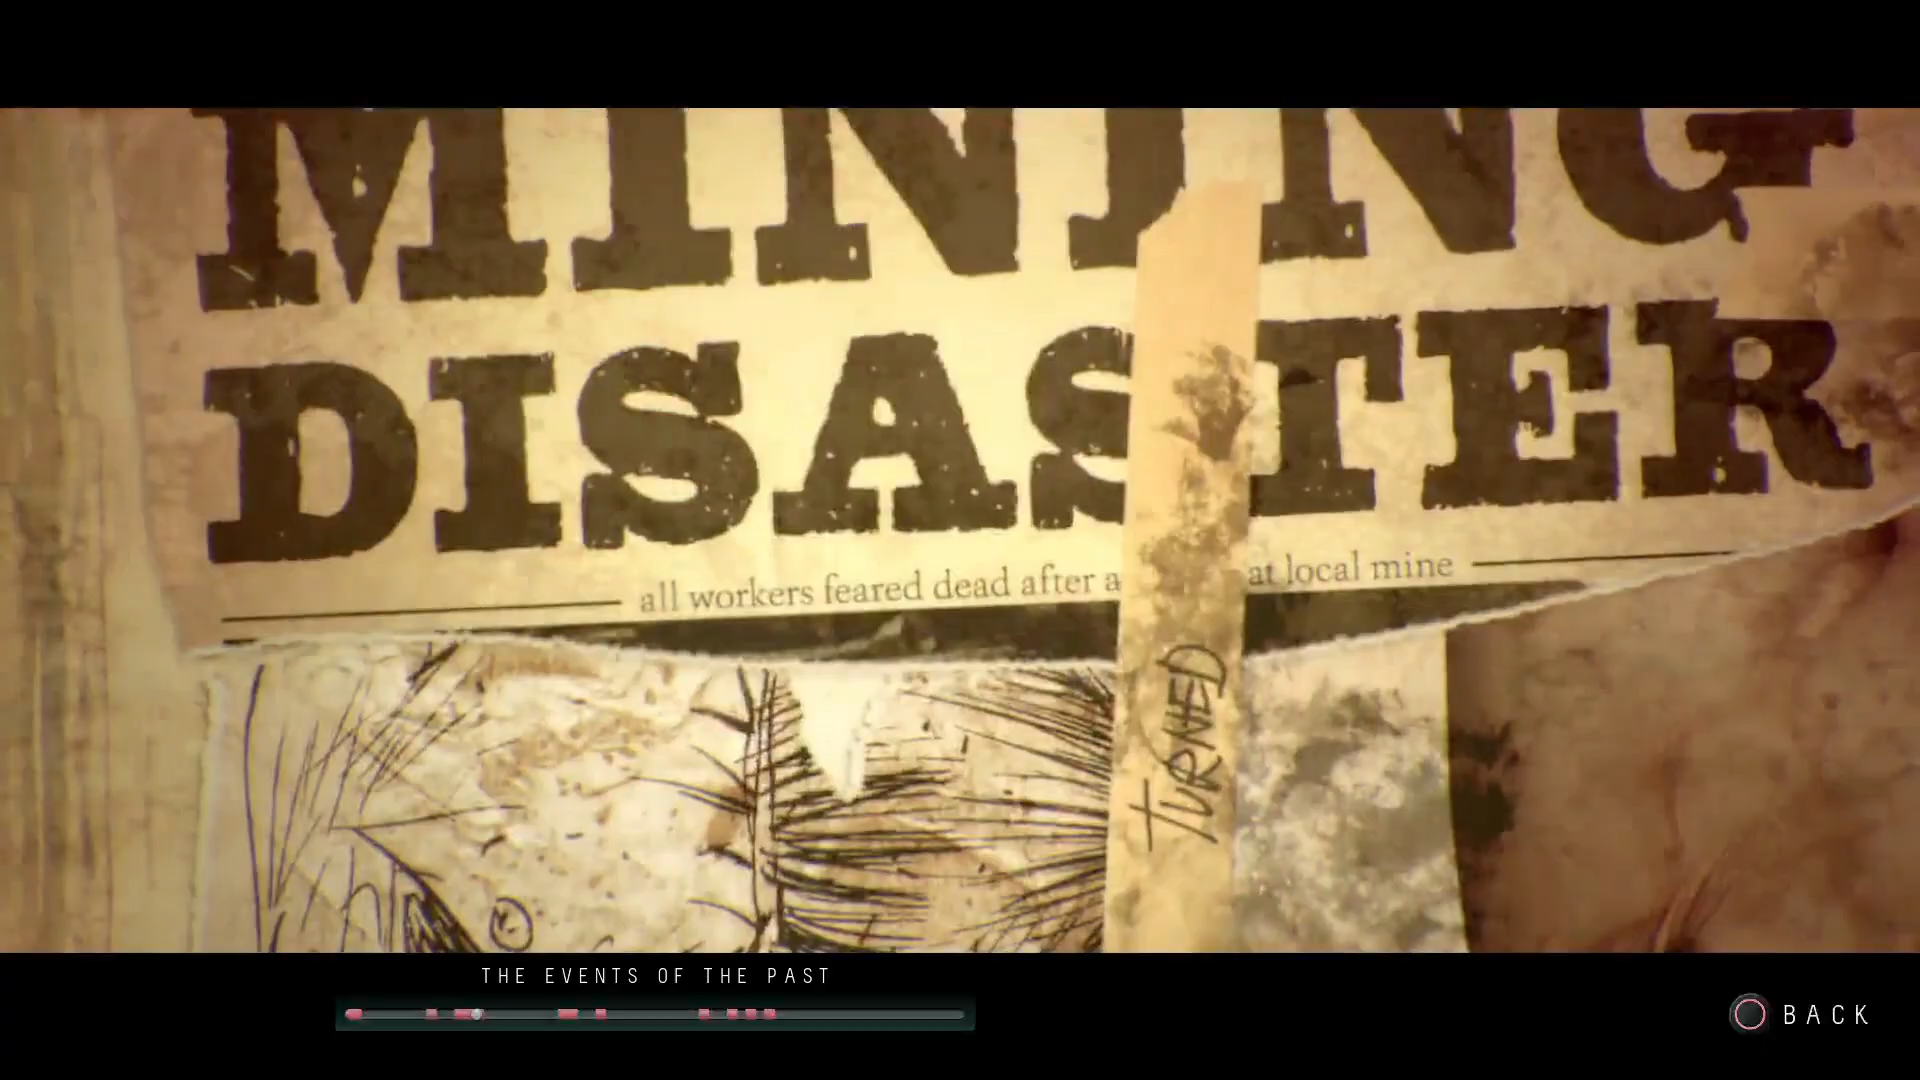 MINING
DISASTER
all workers feared dead after a at local mine
TURNED
THE EVENTS OF THE PAST
BACK